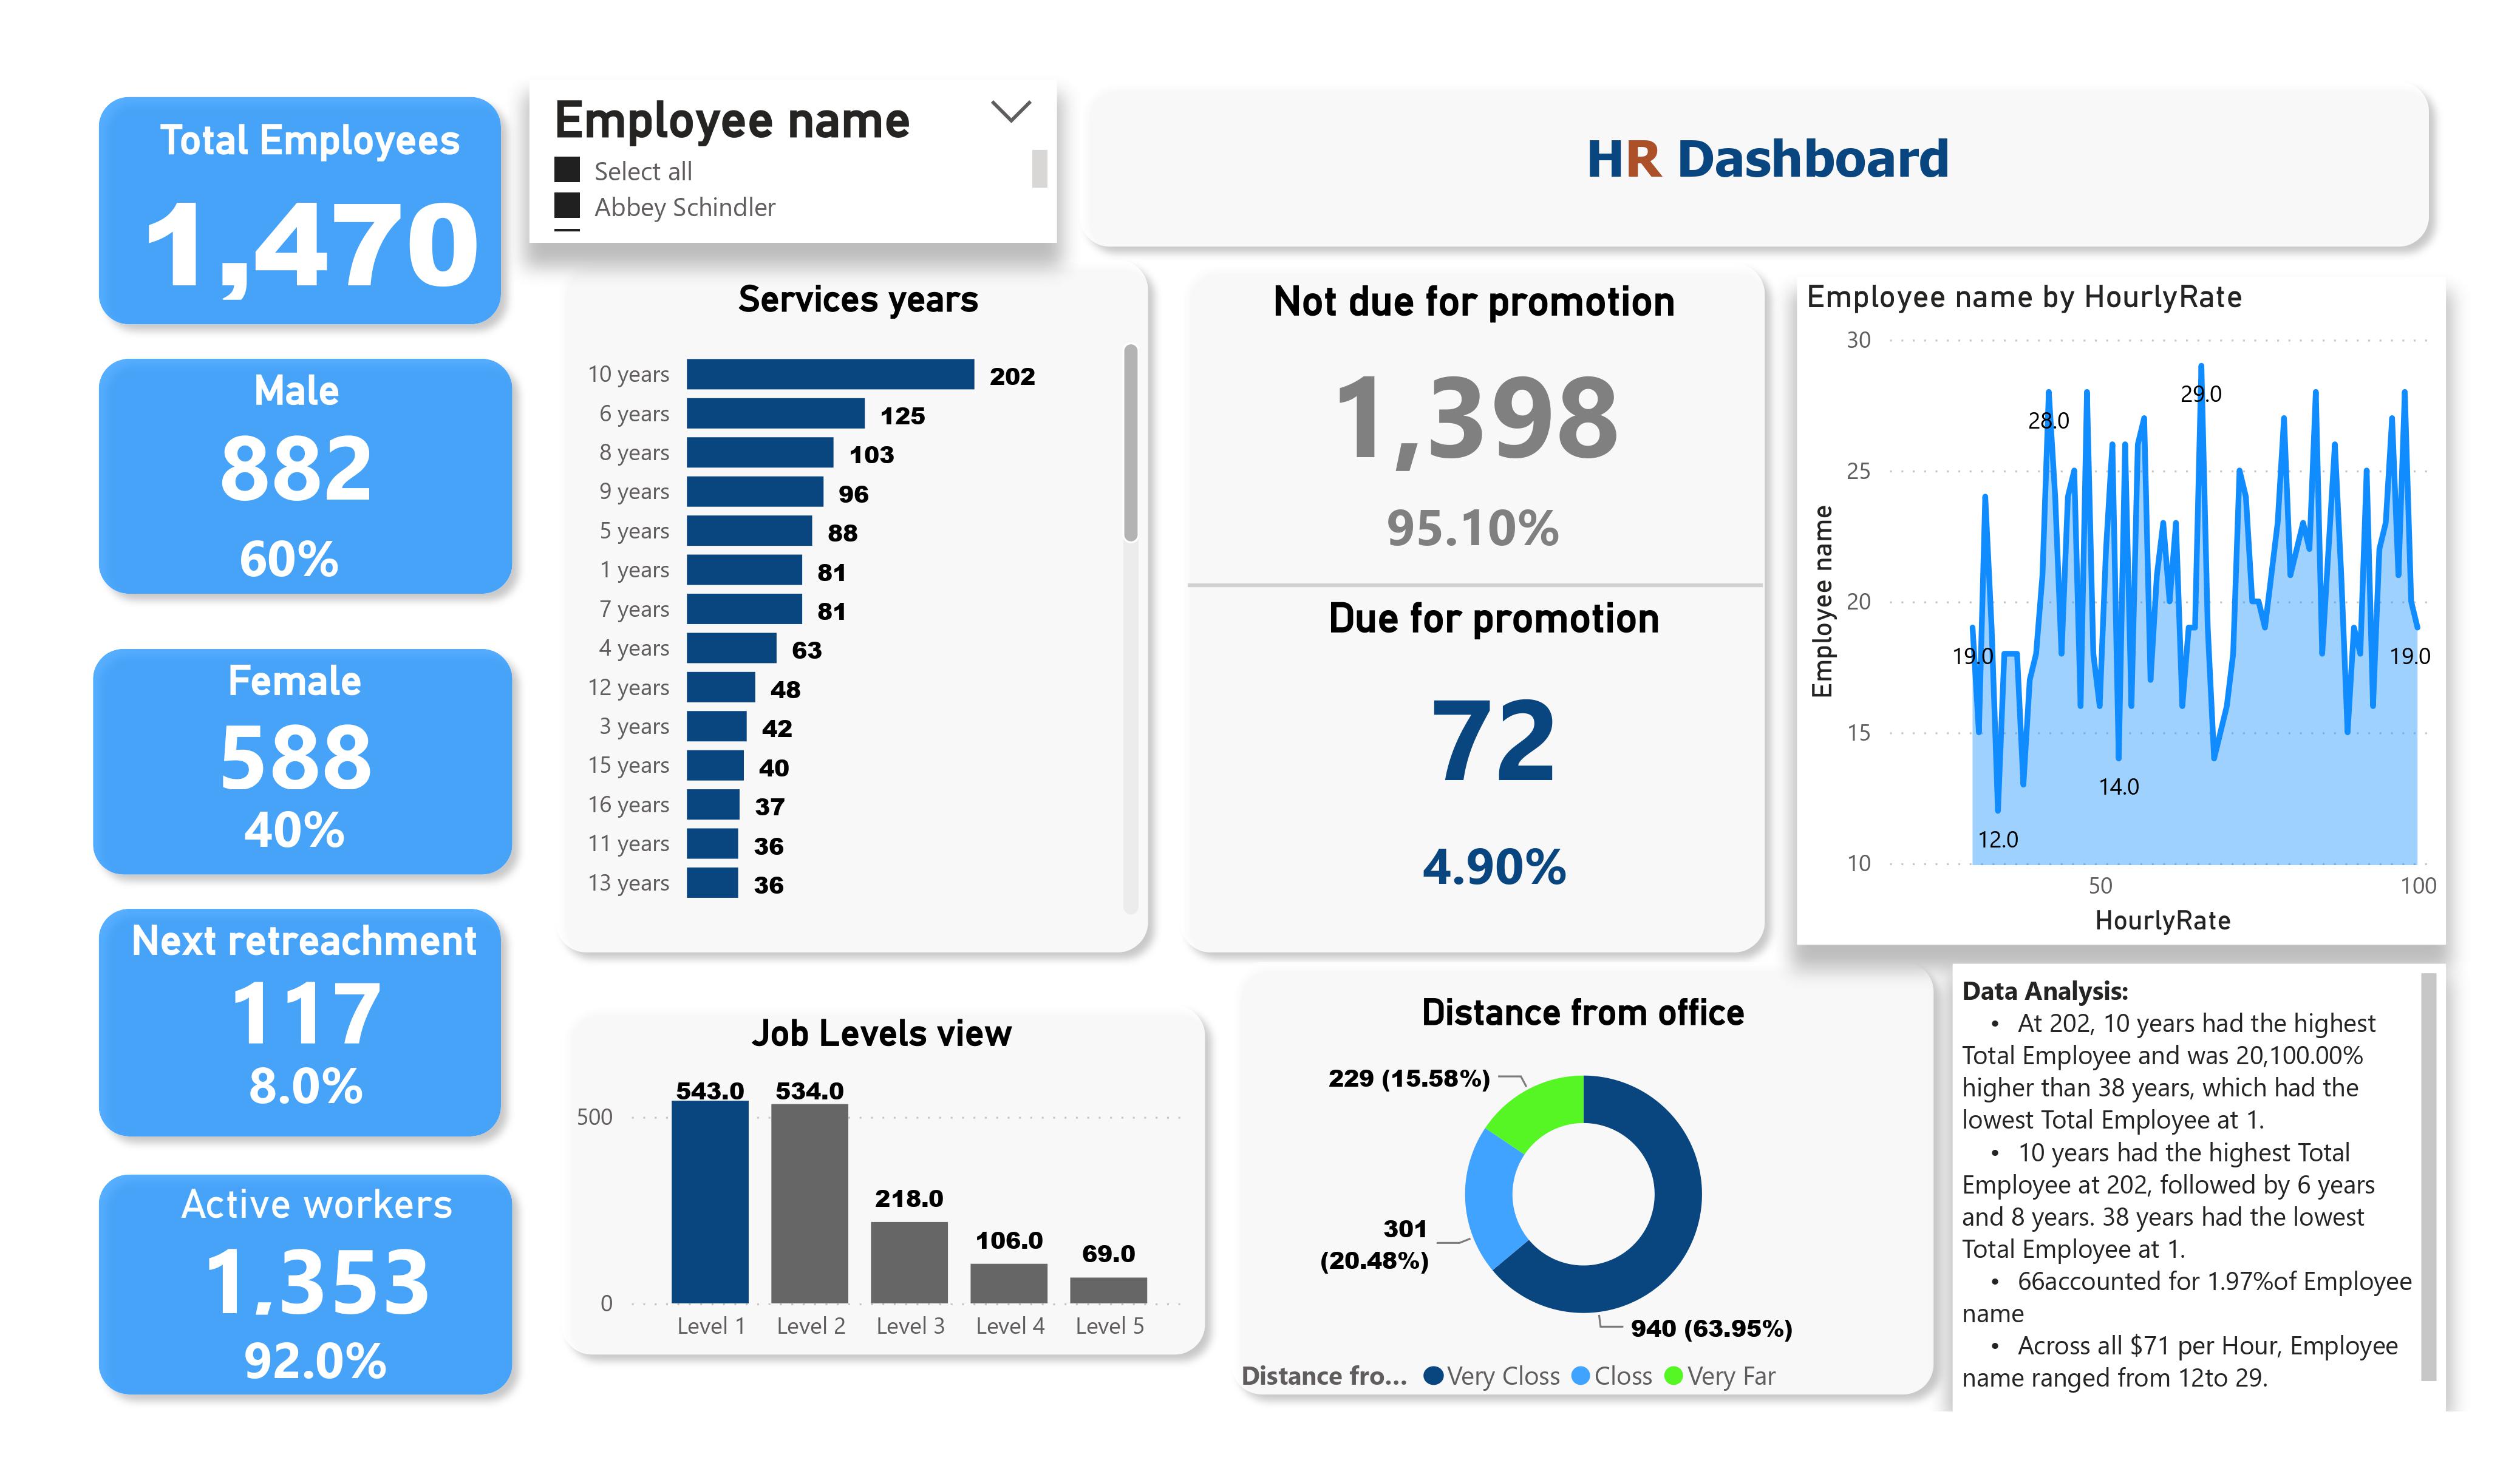 Total Employees
1,470
Employee name
Select all
Abbey Schindler
HR Dashboard
Male
882
60%
Female
588
40%
Next retreachment
117
8.0%
Active workers
1,353
92.0%
Services years
10 years 202
6 years 125
8 years 103
9 years 96
5 years 88
1 years 81
7 years 81
4 years 63
12 years 48
3 years 42
15 years 40
16 years 37
11 years 36
13 years 36
Not due for promotion
1,398
95.10%
Due for promotion
72
4.90%
Employee name by HourlyRate
Employee name
30
25
20
15
10
19.0
12.0
28.0
14.0
29.0
19.0
50 100
HourlyRate
Job Levels view
500
0
543.0 534.0 218.0 106.0 69.0
Level 1 Level 2 Level 3 Level 4 Level 5
Distance from office
229 (15.58%)
301
(20.48%)
940 (63.95%)
Distance fro... Very Closs Closs Very Far
Data Analysis:
• At 202, 10 years had the highest
Total Employee and was 20,100.00%
higher than 38 years, which had the
lowest Total Employee at 1.
• 10 years had the highest Total
Employee at 202, followed by 6 years
and 8 years. 38 years had the lowest
Total Employee at 1.
• 66accounted for 1.97%of Employee
name
• Across all $71 per Hour, Employee
name ranged from 12to 29.